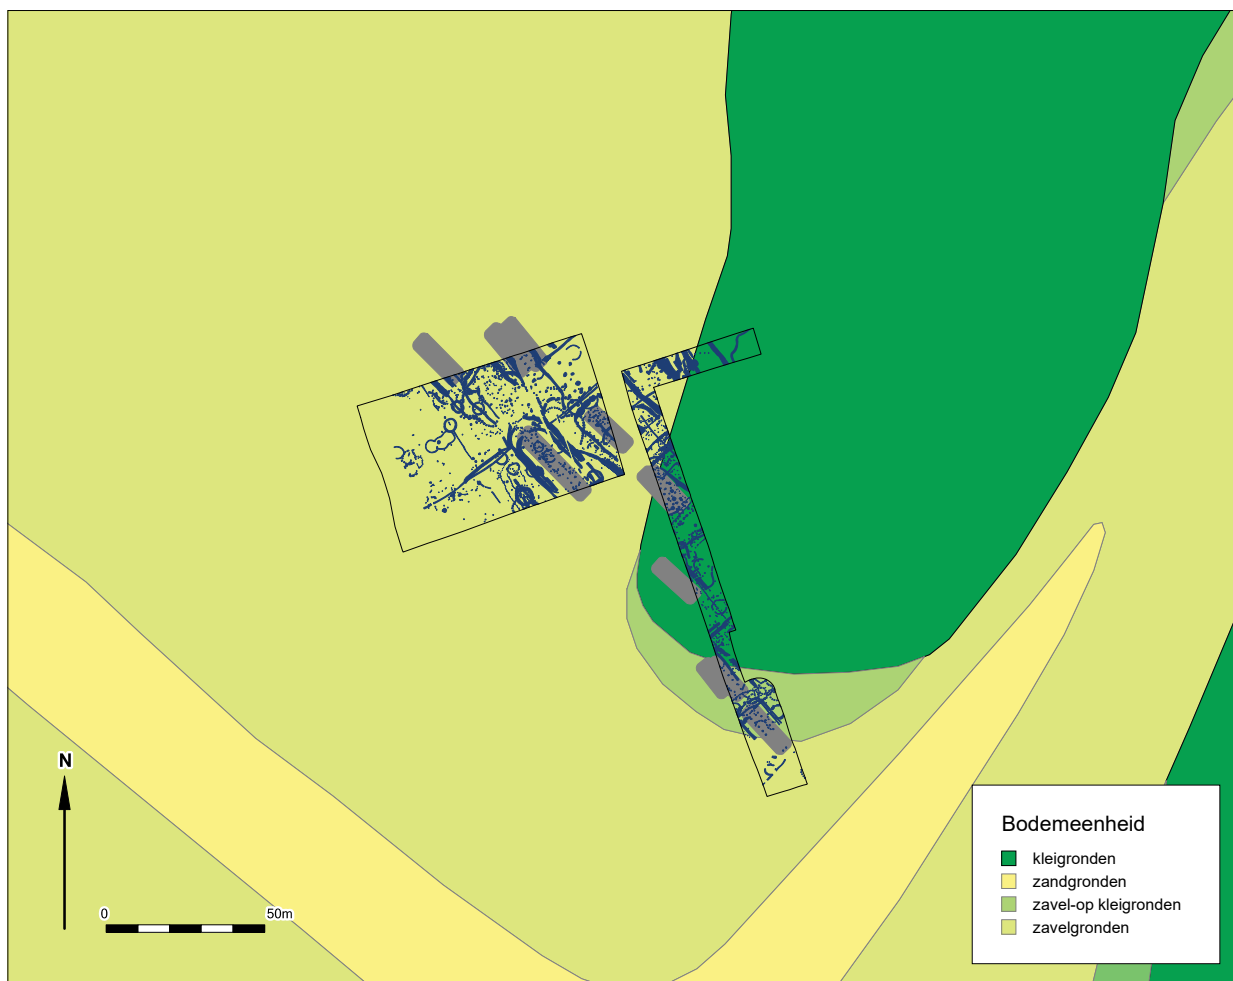 N
0 50m
Bodemeenheid
kleigronden
zandgronden
zavel-op kleigronden
zavelgronden